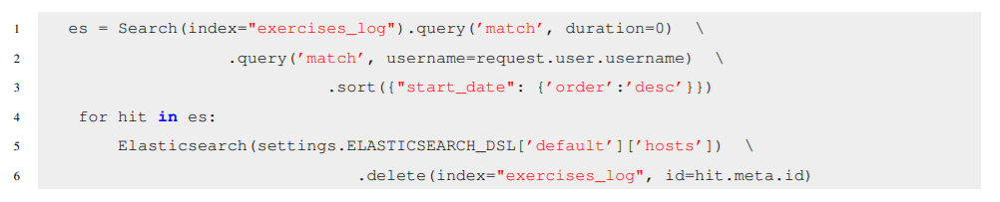 1 es = Search(index="exercises_log").query('match', duration=0) \
2 .query('match', username=request.user.username) \
3 .sort({"start_date": {'order':'desc'}})
4 for hit in es:
5 Elasticsearch(settings.ELASTICSEARCH_DSL['default']['hosts']) \
6 .delete(index="exercises_log", id=hit.meta.id)